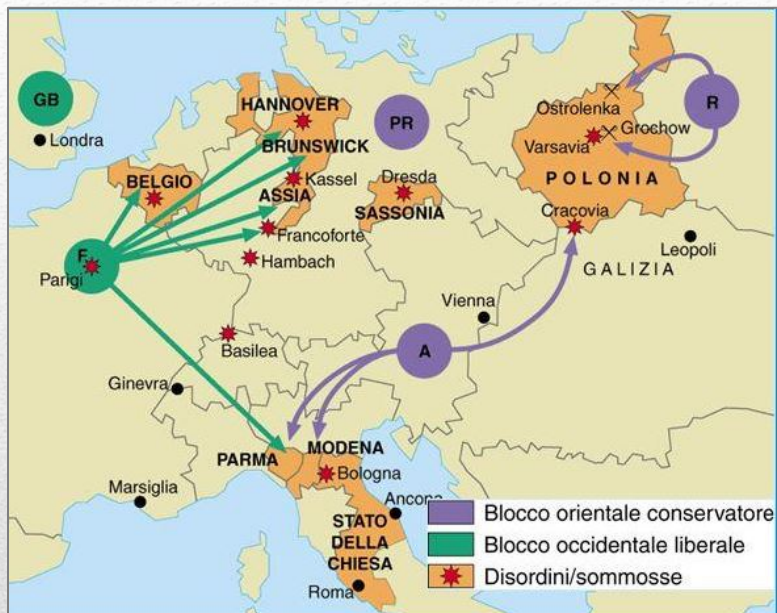 GB
Londra
HANNOVER
PR
R
Ostrolenka
Grochow
Varsavia
BRUNSWICK
BELGIO
Kassel
Dresda
POLONIA
ASSIA
SASSONIA
Cracovia
F
Parigi
Francoforte
Hambach
Leopoli
GALIZIA
Vienna
Basilea
A
Ginevra
PARMA
MODENA
Bologna
Marsiglia
Ancona
STATO
DELLA
CHIESA
Roma
Blocco orientale conservatore
Blocco occidentale liberale
Disordini/sommosse